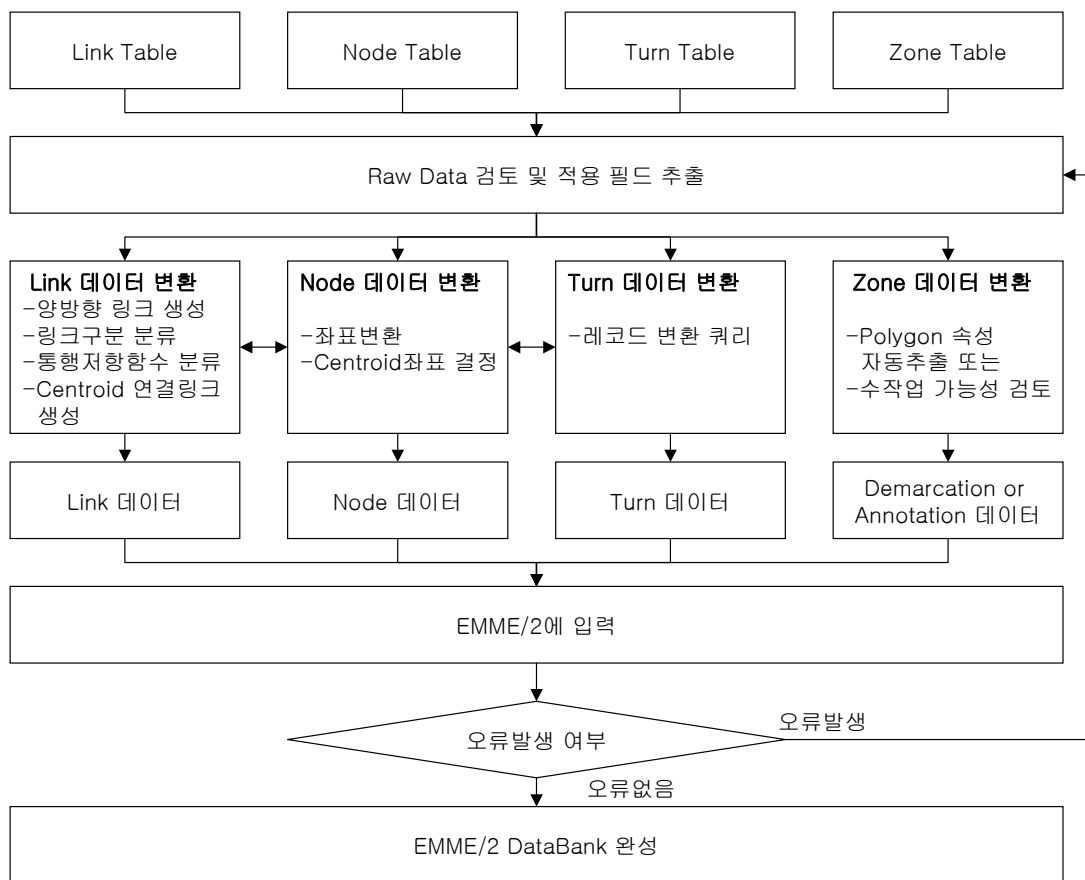 Link Table
Node Table
Turn Table
Zone Table
Raw Data 검토 및 적용 필드 추출
Link 데이터 변환
-양방향 링크 생성
-링크구분 분류
-통행저항함수 분류
-Centroid 연결링크
생성
Node 데이터 변환
-좌표변환
-Centroid좌표 결정
Turn 데이터 변환
-레코드 변환 쿼리
Zone 데이터 변환
-Polygon 속성
자동추출 또는
-수작업 가능성 검토
Link 데이터
Node 데이터
Turn 데이터
Demarcation or
Annotation 데이터
EMME/2에 입력
오류발생 여부
오류발생
오류없음
EMME/2 DataBank 완성